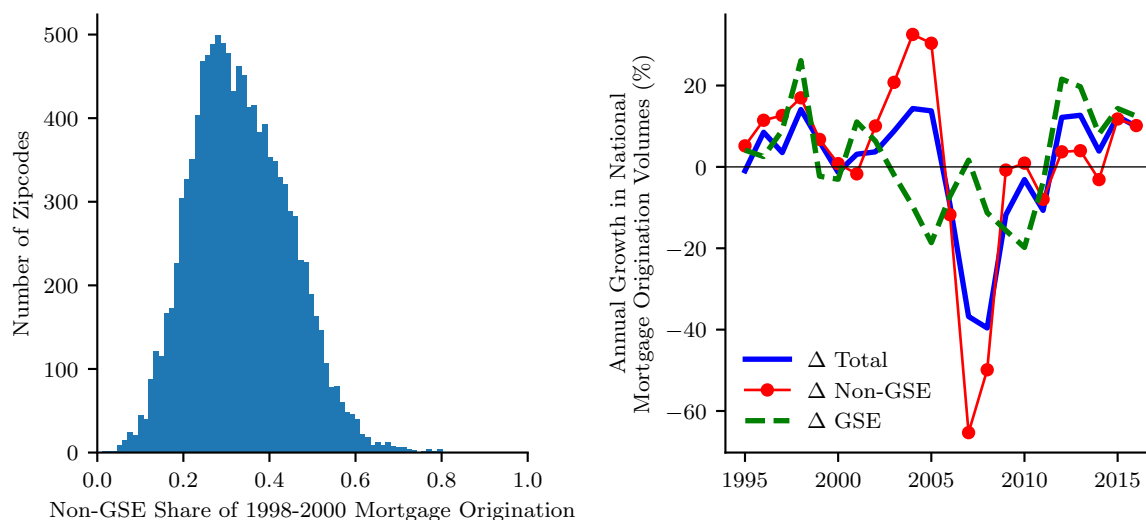 500
400
300
200
100
0
Number of Zipcodes
0.0 0.2 0.4 0.6 0.8 1.0
Non-GSE Share of 1998-2000 Mortgage Origination
Annual Growth in National
Mortgage Origination Volumes (%)
20
0
−20
−40
−60
Δ Total
Δ Non-GSE
Δ GSE
1995 2000 2005 2010 2015